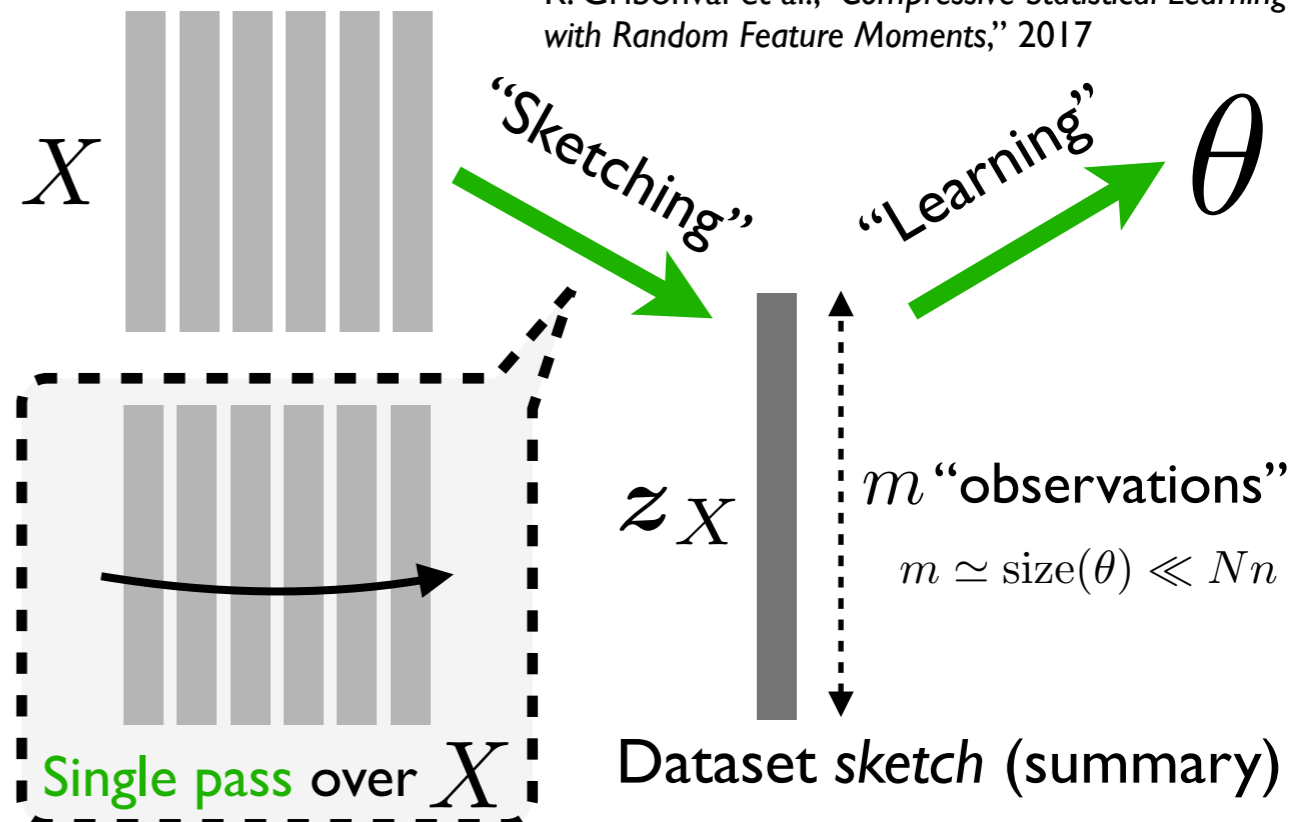 with Random Feature Moments,” 2017
X
“Sketching”
“Learning”
θ
z_X
m “observations”
m ≃ size(θ) ≪ Nn
Single pass over X
Dataset sketch (summary)